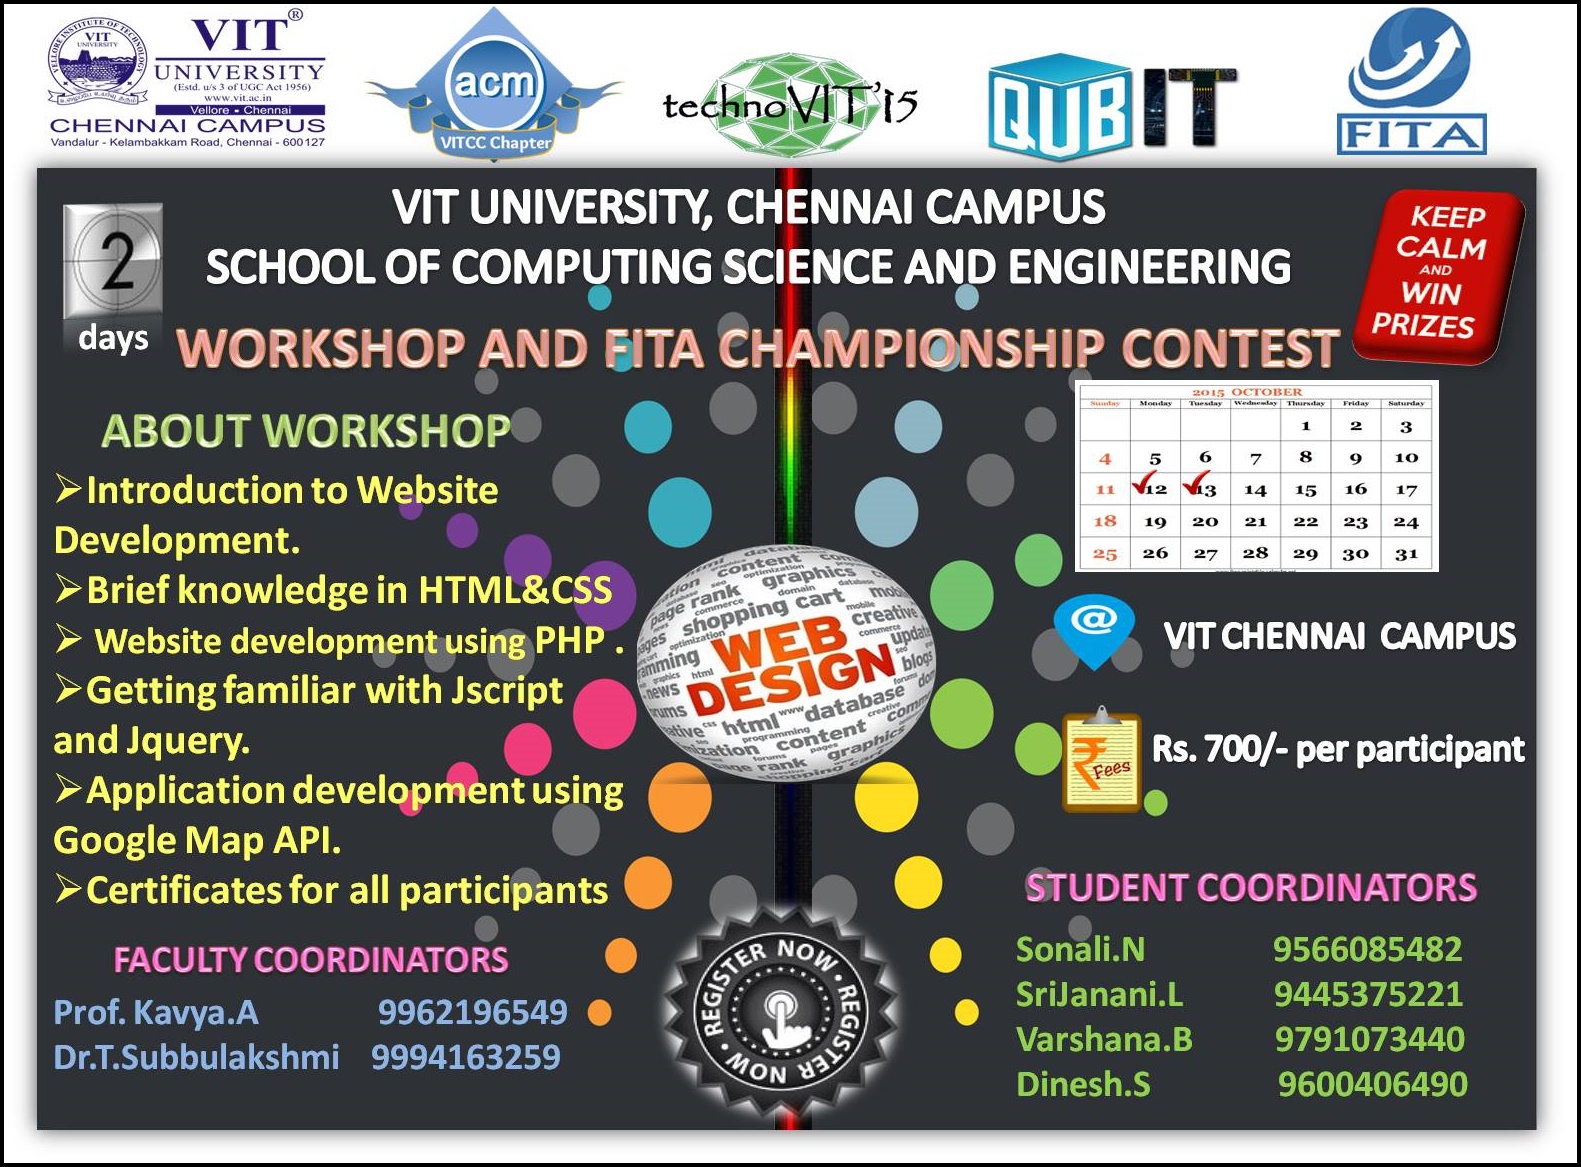 VIT®
VIT
UNIVERSITY
UNIVERSITY
(Estd. u/s 3 of UGC Act 1956)
www.vit.ac.in
Vellore • Chennai
CHENNAI CAMPUS
Vandalur - Kelambakkam Road, Chennai - 600127
acm
VITCC Chapter
technoVIT'15
QUBIT
FITA
VIT UNIVERSITY, CHENNAI CAMPUS
SCHOOL OF COMPUTING SCIENCE AND ENGINEERING
2
days
WORKSHOP AND FITA CHAMPIONSHIP CONTEST
KEEP
CALM
AND
WIN
PRIZES
ABOUT WORKSHOP
➢Introduction to Website
Development.
➢Brief knowledge in HTML&CSS
➢ Website development using PHP .
➢Getting familiar with Jscript
and Jquery.
➢Application development using
Google Map API.
➢Certificates for all participants
FACULTY COORDINATORS
Prof. Kavya.A 9962196549
Dr.T.Subbulakshmi 9994163259
WEB
DESIGN
REGISTER NOW • REGISTER NOW •
2015 OCTOBER
Sunday Monday Tuesday Wednesday Thursday Friday Saturday
1 2 3
4 5 6 7 8 9 10
11 12 13 14 15 16 17
18 19 20 21 22 23 24
25 26 27 28 29 30 31
@
VIT CHENNAI CAMPUS
₹ Fees
Rs. 700/- per participant
STUDENT COORDINATORS
Sonali.N 9566085482
SriJanani.L 9445375221
Varshana.B 9791073440
Dinesh.S 9600406490